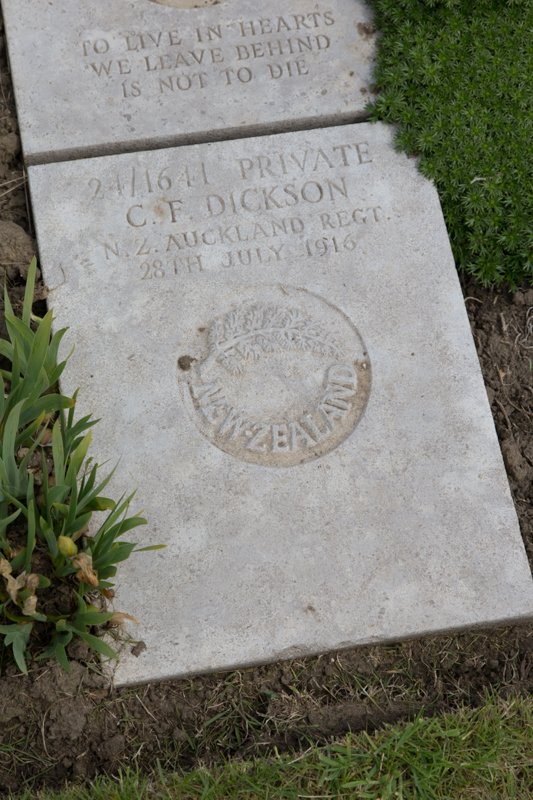 TO LIVE IN HEARTS
WE LEAVE BEHIND
IS NOT TO DIE
24/1641 PRIVATE
C. F. DICKSON
N. Z. AUCKLAND REGT.
28TH JULY 1916
NEW·ZEALAND